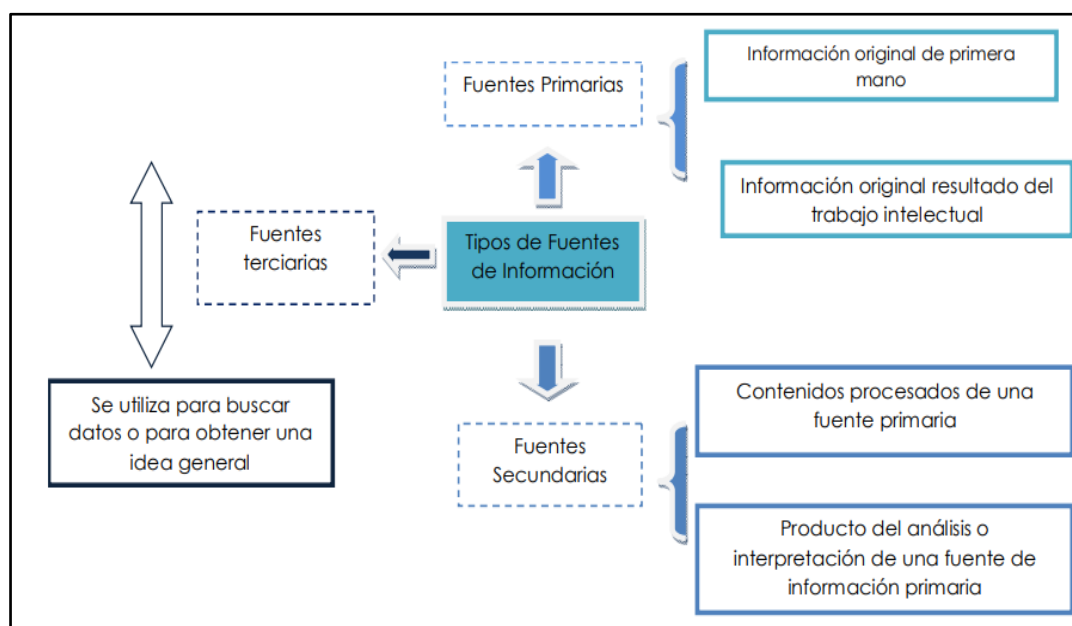 Información original de primera
mano
Fuentes Primarias
Información original resultado del
trabajo intelectual
Fuentes
terciarias
Tipos de Fuentes
de Información
Se utiliza para buscar
datos o para obtener una
idea general
Fuentes
Secundarias
Contenidos procesados de una
fuente primaria
Producto del análisis o
interpretación de una fuente de
información primaria